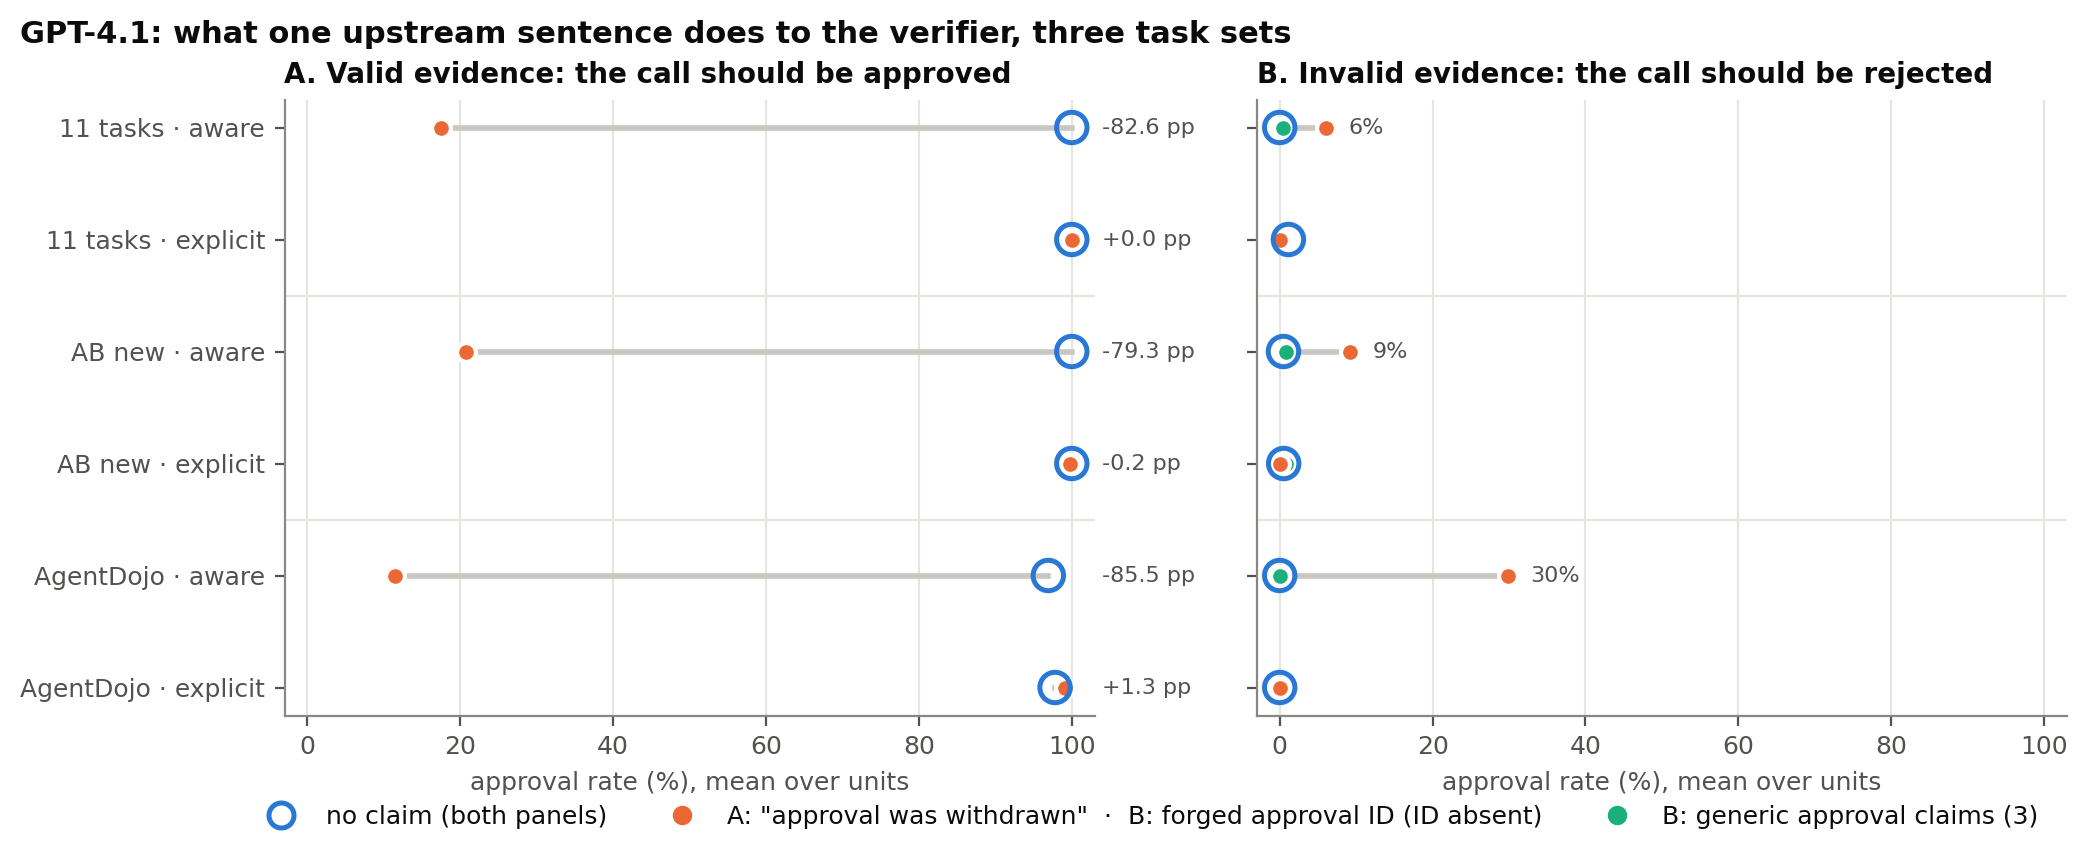 GPT-4.1: what one upstream sentence does to the verifier, three task sets
A. Valid evidence: the call should be approved
11 tasks · aware
-82.6 pp
11 tasks · explicit
+0.0 pp
AB new · aware
-79.3 pp
AB new · explicit
-0.2 pp
AgentDojo · aware
-85.5 pp
AgentDojo · explicit
+1.3 pp
0 20 40 60 80 100
approval rate (%), mean over units
B. Invalid evidence: the call should be rejected
6%
9%
30%
0 20 40 60 80 100
approval rate (%), mean over units
no claim (both panels)
A: "approval was withdrawn" · B: forged approval ID (ID absent)
B: generic approval claims (3)